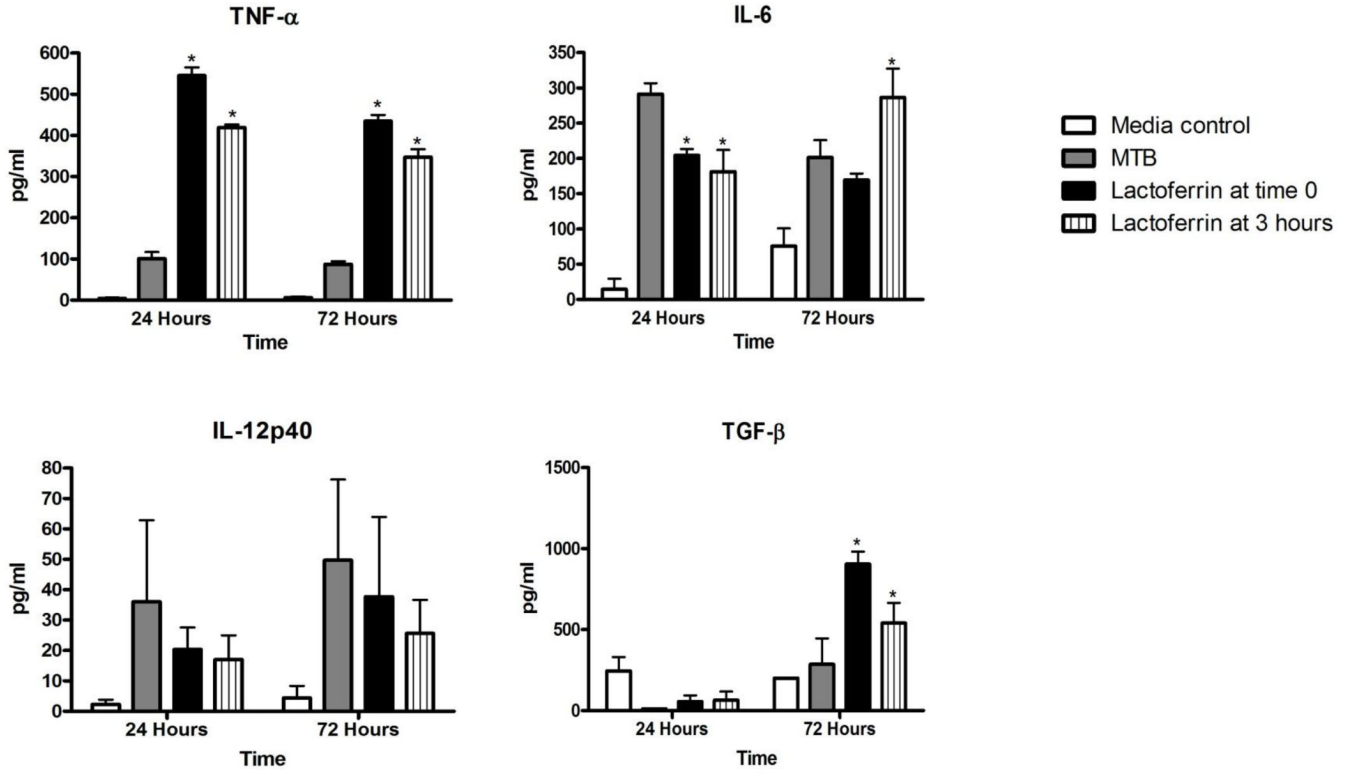 TNF-α
600
500
400
300
200
100
0
pg/ml
* * * *
24 Hours 72 Hours
Time
IL-6
350
300
250
200
150
100
50
0
pg/ml
* * *
24 Hours 72 Hours
Time
Media control
MTB
Lactoferrin at time 0
Lactoferrin at 3 hours
IL-12p40
80
70
60
50
40
30
20
10
0
pg/ml
24 Hours 72 Hours
Time
TGF-β
1500
1000
500
0
pg/ml
* *
24 Hours 72 Hours
Time